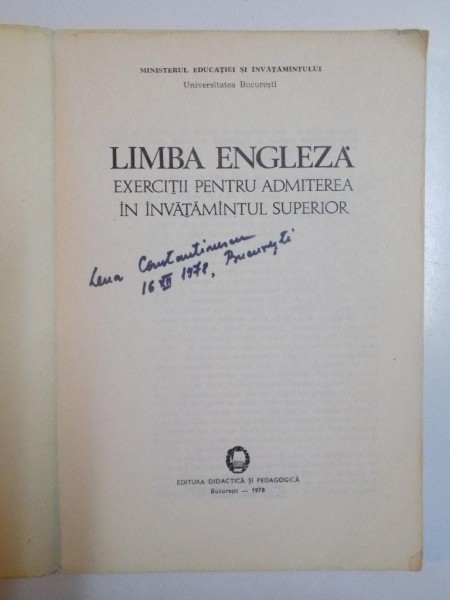 MINISTERUL EDUCAȚIEI ȘI ÎNVĂȚĂMÎNTULUI
Universitatea București
LIMBA ENGLEZĂ
EXERCIȚII PENTRU ADMITEREA
ÎN ÎNVĂȚĂMÎNTUL SUPERIOR
Lena Constantinescu
16 XII 1978, București
EDITURA DIDACTICĂ ȘI PEDAGOGICĂ
București — 1978